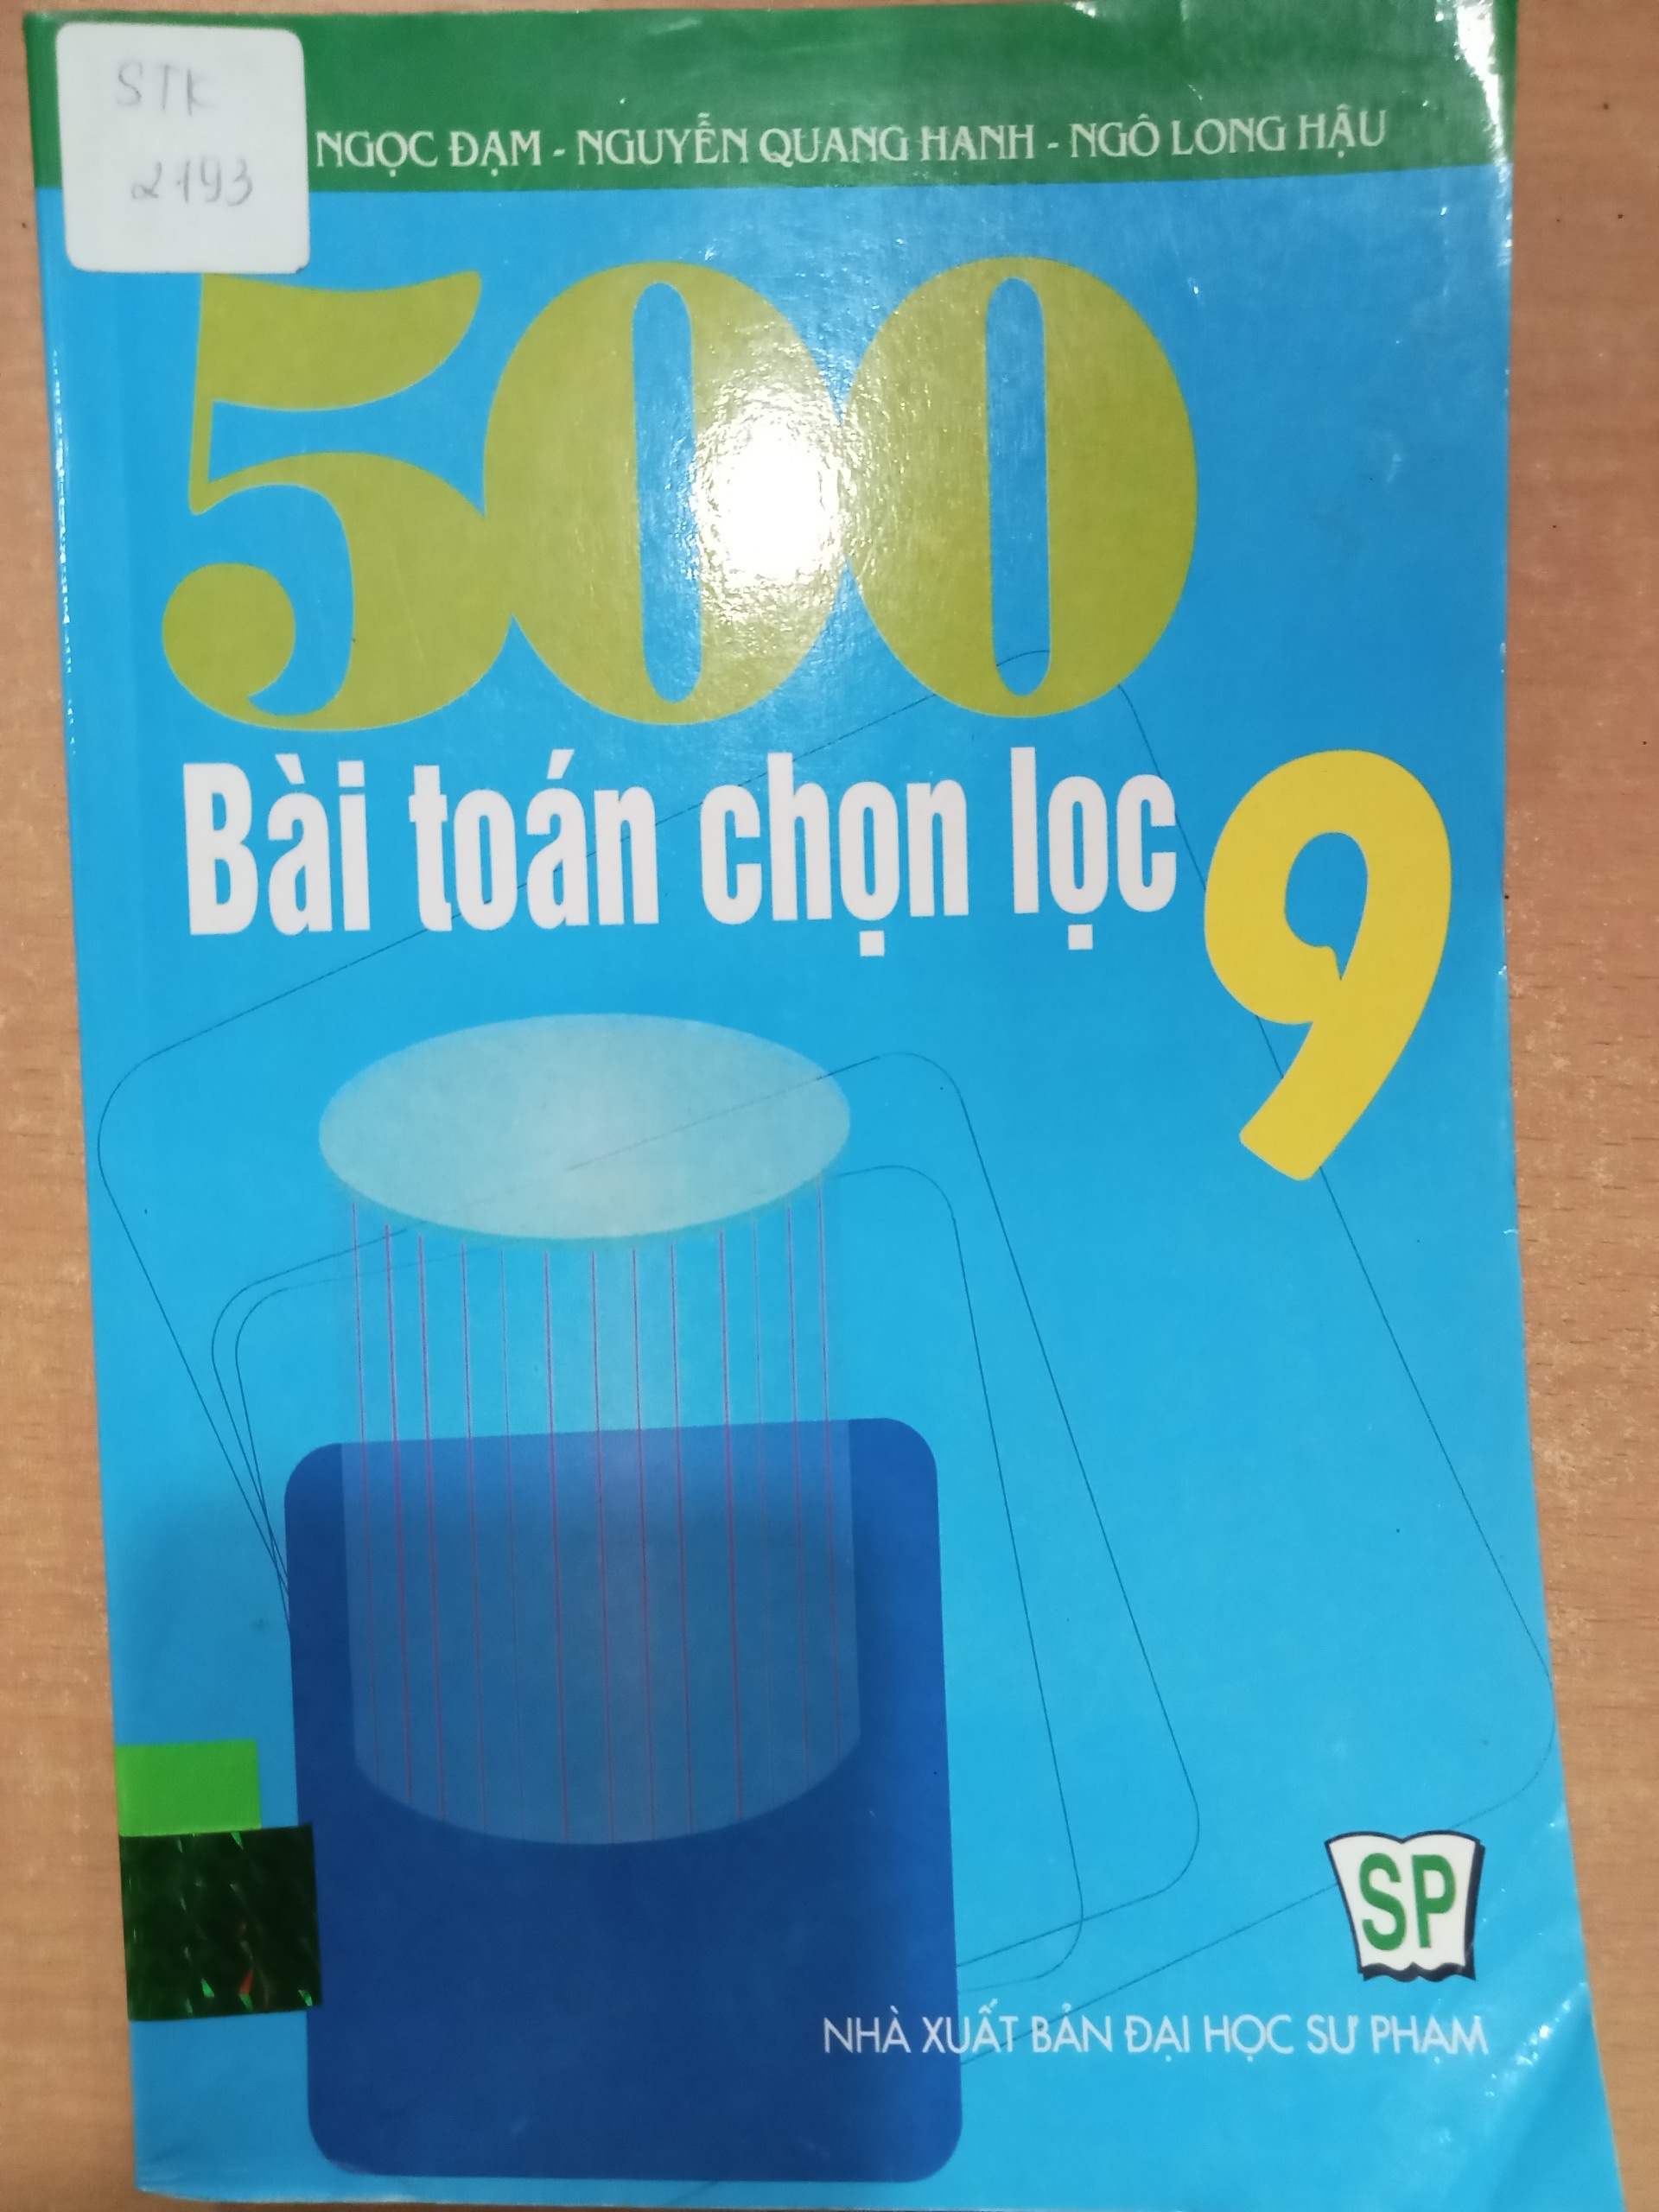 STK
2193
NGỌC ĐẠM - NGUYỄN QUANG HANH - NGÔ LONG HẬU
500
Bài toán chọn lọc 9
SP
NHÀ XUẤT BẢN ĐẠI HỌC SƯ PHẠM